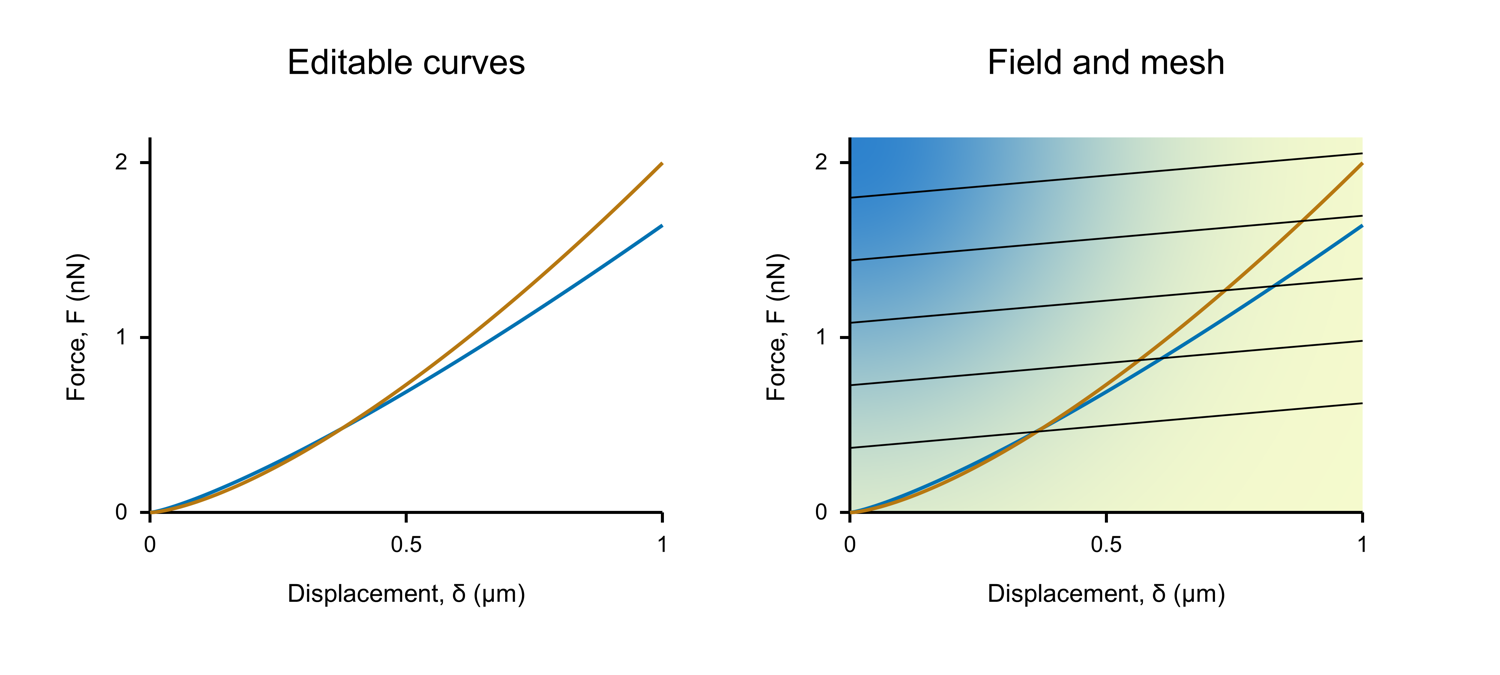 Editable curves
2
1
0
Force, F (nN)
0
0.5
1
Displacement, δ (μm)
Field and mesh
2
1
0
Force, F (nN)
0
0.5
1
Displacement, δ (μm)